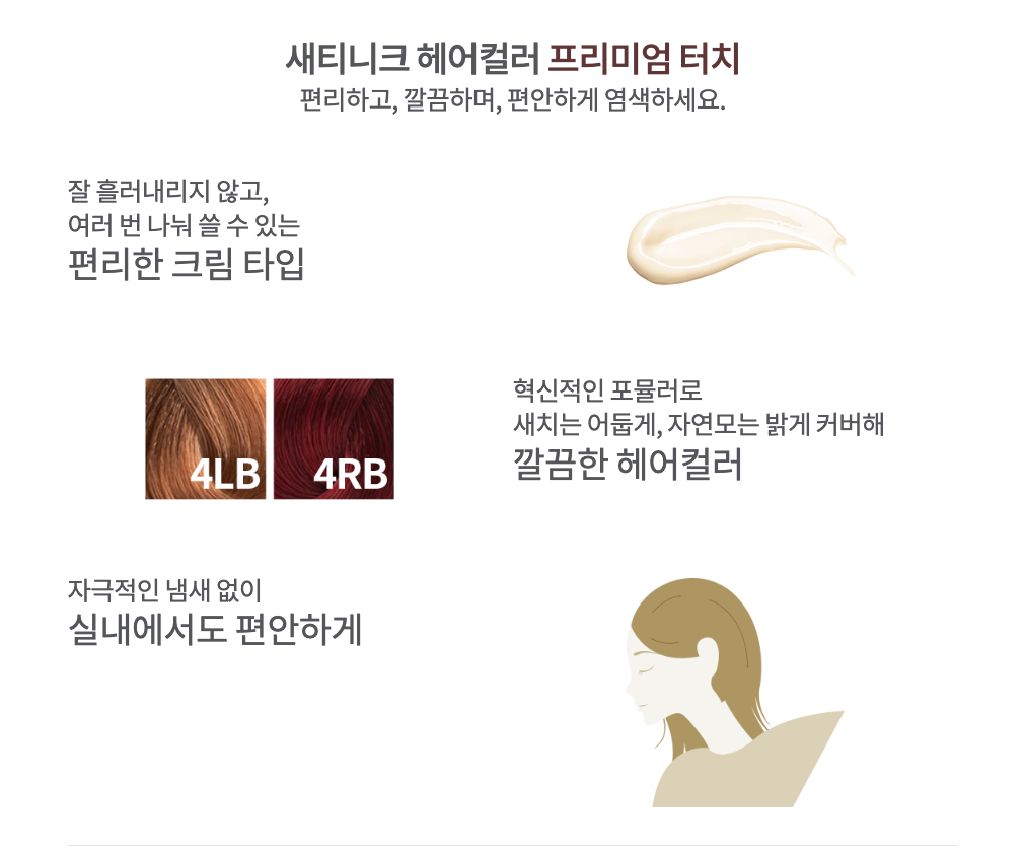 새티니크 헤어컬러 프리미엄 터치
편리하고, 깔끔하며, 편안하게 염색하세요.
잘 흘러내리지 않고,
여러 번 나눠 쓸 수 있는
편리한 크림 타입
4LB 4RB
혁신적인 포뮬러로
새치는 어둡게, 자연모는 밝게 커버해
깔끔한 헤어컬러
자극적인 냄새 없이
실내에서도 편안하게